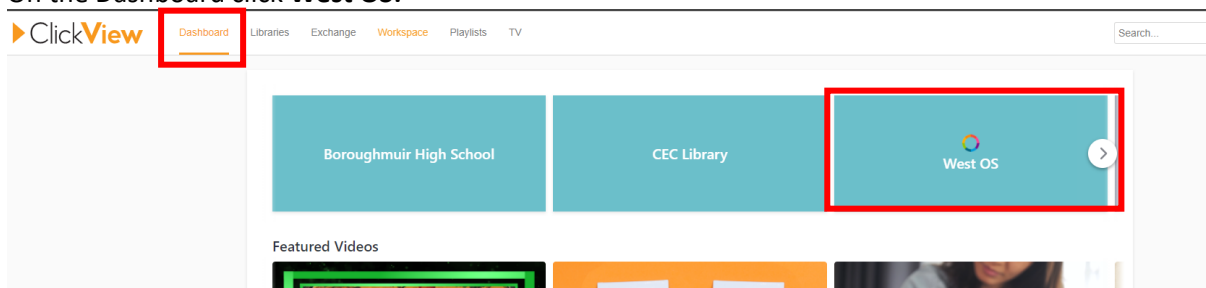 On the Dashboard click West OS.
ClickView Dashboard Libraries Exchange Workspace Playlists TV Search...
Boroughmuir High School CEC Library West OS
Featured Videos